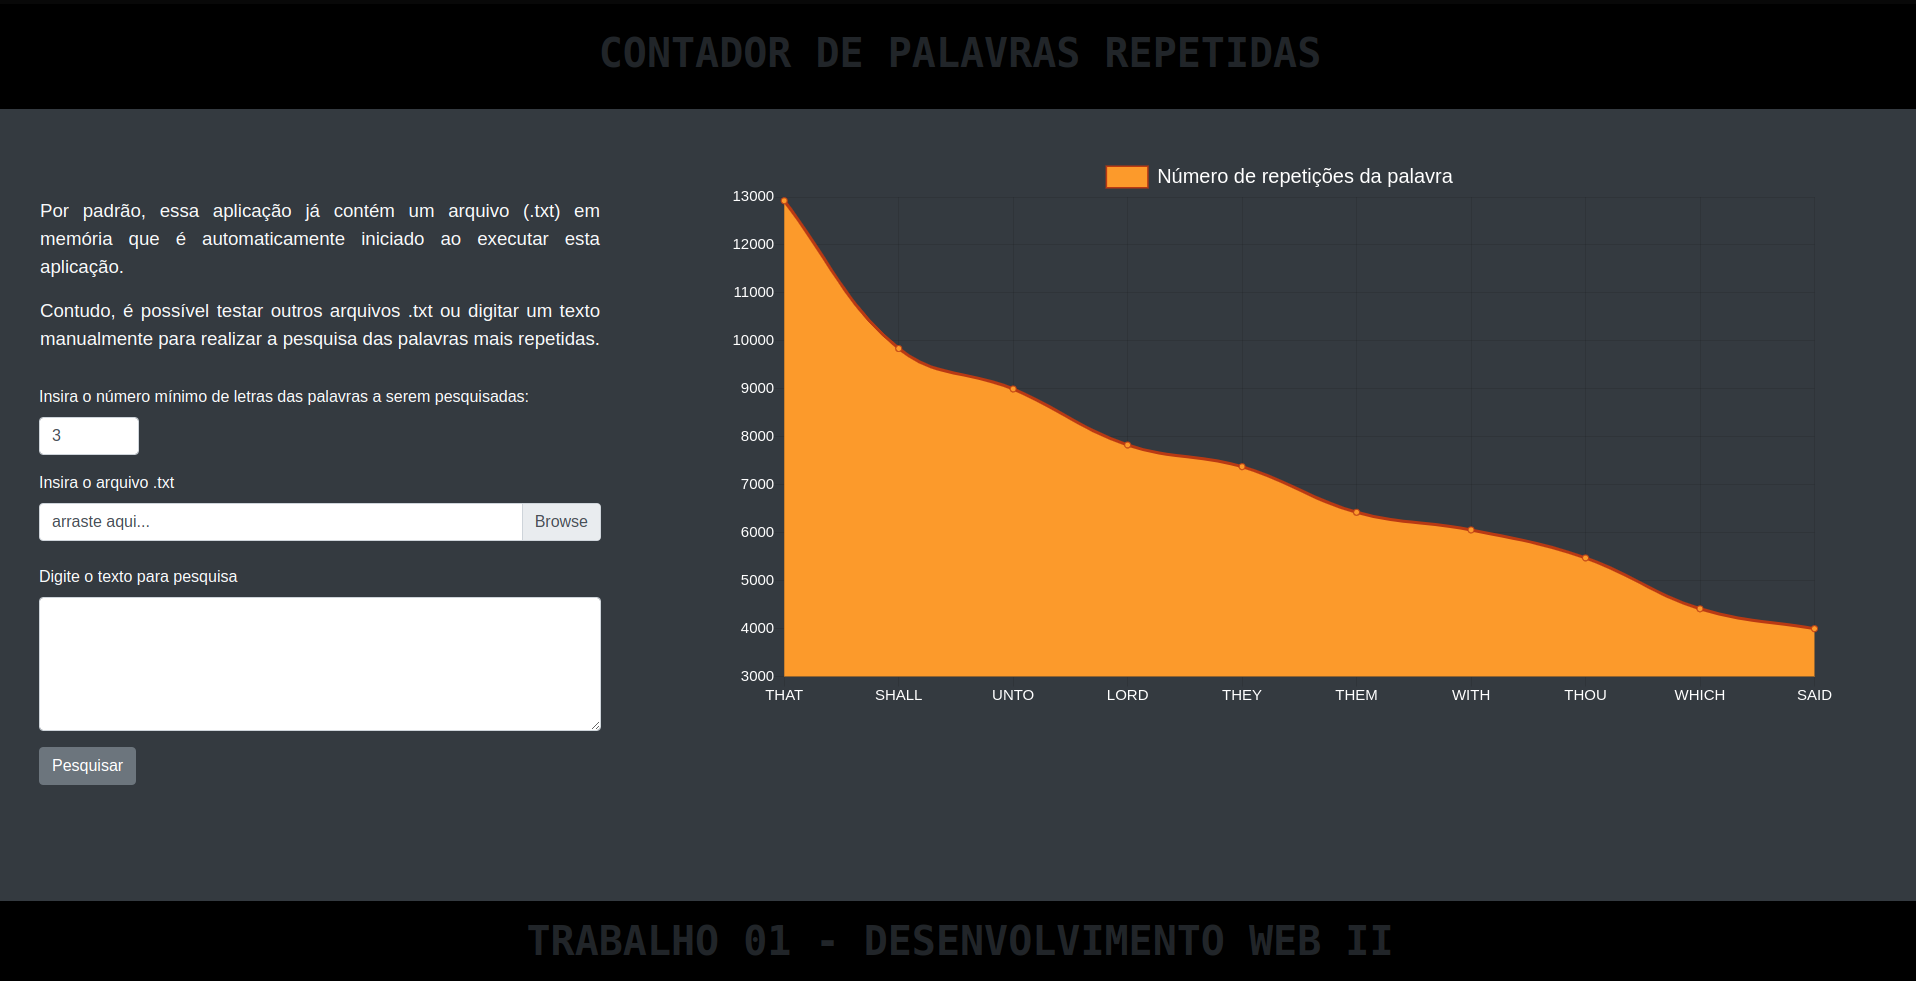 CONTADOR DE PALAVRAS REPETIDAS
Por padrão, essa aplicação já contém um arquivo (.txt) em
memória que é automaticamente iniciado ao executar esta
aplicação.
Contudo, é possível testar outros arquivos .txt ou digitar um texto
manualmente para realizar a pesquisa das palavras mais repetidas.
Insira o número mínimo de letras das palavras a serem pesquisadas:
3
Insira o arquivo .txt
arraste aqui... Browse
Digite o texto para pesquisa
Pesquisar
Número de repetições da palavra
13000
12000
11000
10000
9000
8000
7000
6000
5000
4000
3000
THAT SHALL UNTO LORD THEY THEM WITH THOU WHICH SAID
TRABALHO 01 - DESENVOLVIMENTO WEB II